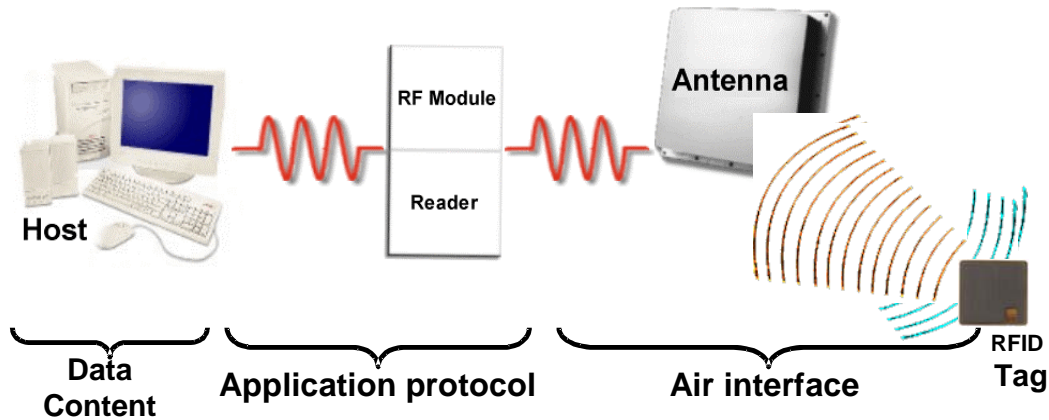 Antenna
RF Module
Reader
Host
RFID
Tag
Data
Content
Application protocol
Air interface